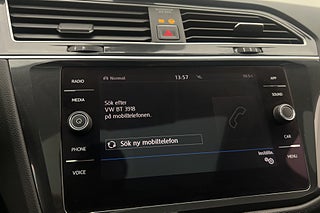 RADIO
MEDIA
PHONE
VOICE
Normal
13:57
Sök efter
VW BT 3918
på mobiltelefonen.
Sök ny mobiltelefon
APP
SOUND
CAR
MENU